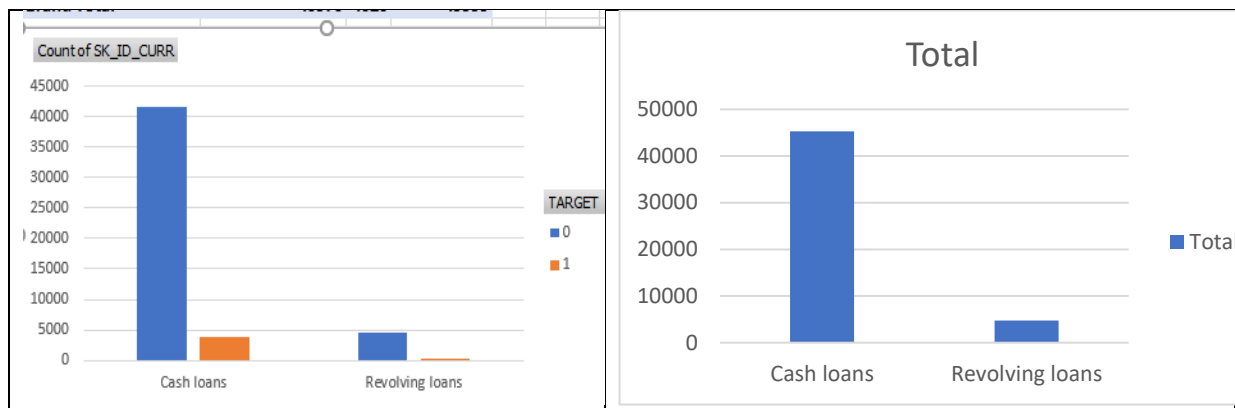 Count of SK_ID_CURR
45000
40000
35000
30000
25000
20000
15000
10000
5000
0
Cash loans
Revolving loans
TARGET
0
1
Total
50000
40000
30000
20000
10000
0
Cash loans
Revolving loans
Total